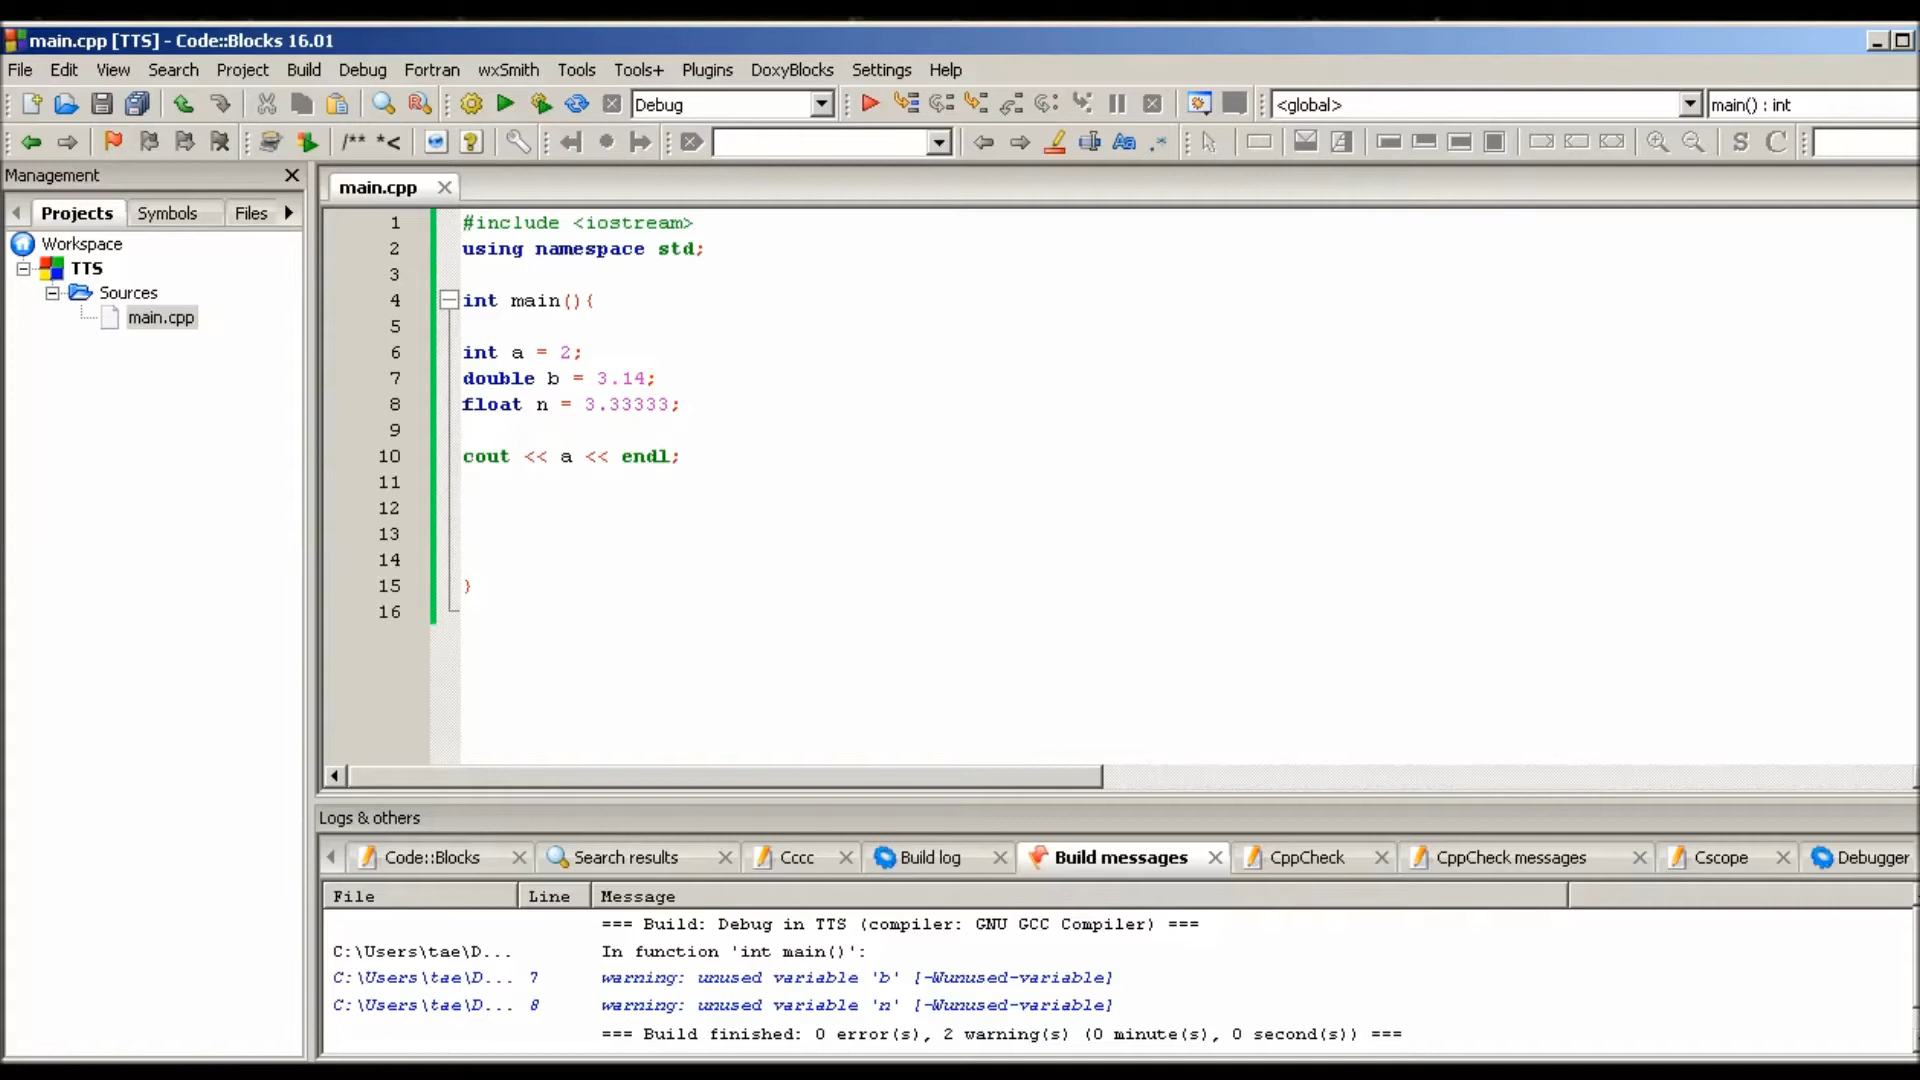 main.cpp [TTS] - Code::Blocks 16.01
File Edit View Search Project Build Debug Fortran wxSmith Tools Tools+ Plugins DoxyBlocks Settings Help
Debug <global> main() : int
/** *< Aa .* S C
Management
main.cpp
Projects Symbols Files
Workspace
TTS
Sources
main.cpp
1 #include <iostream>
2 using namespace std;
3
4 int main(){
5
6 int a = 2;
7 double b = 3.14;
8 float n = 3.33333;
9
10 cout << a << endl;
11
12
13
14
15 }
16
Logs & others
Code::Blocks Search results Cccc Build log Build messages CppCheck CppCheck messages Cscope Debugger
File Line Message
=== Build: Debug in TTS (compiler: GNU GCC Compiler) ===
C:\Users\tae\D... In function 'int main()':
C:\Users\tae\D... 7 warning: unused variable 'b' [-Wunused-variable]
C:\Users\tae\D... 8 warning: unused variable 'n' [-Wunused-variable]
=== Build finished: 0 error(s), 2 warning(s) (0 minute(s), 0 second(s)) ===